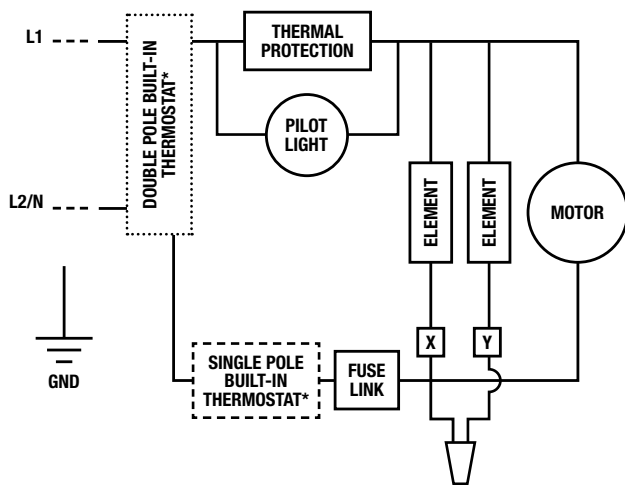 L1
DOUBLE POLE BUILT-IN
THERMOSTAT*
THERMAL
PROTECTION
PILOT
LIGHT
L2/N
ELEMENT
ELEMENT
MOTOR
X
Y
GND
SINGLE POLE
BUILT-IN
THERMOSTAT*
FUSE
LINK